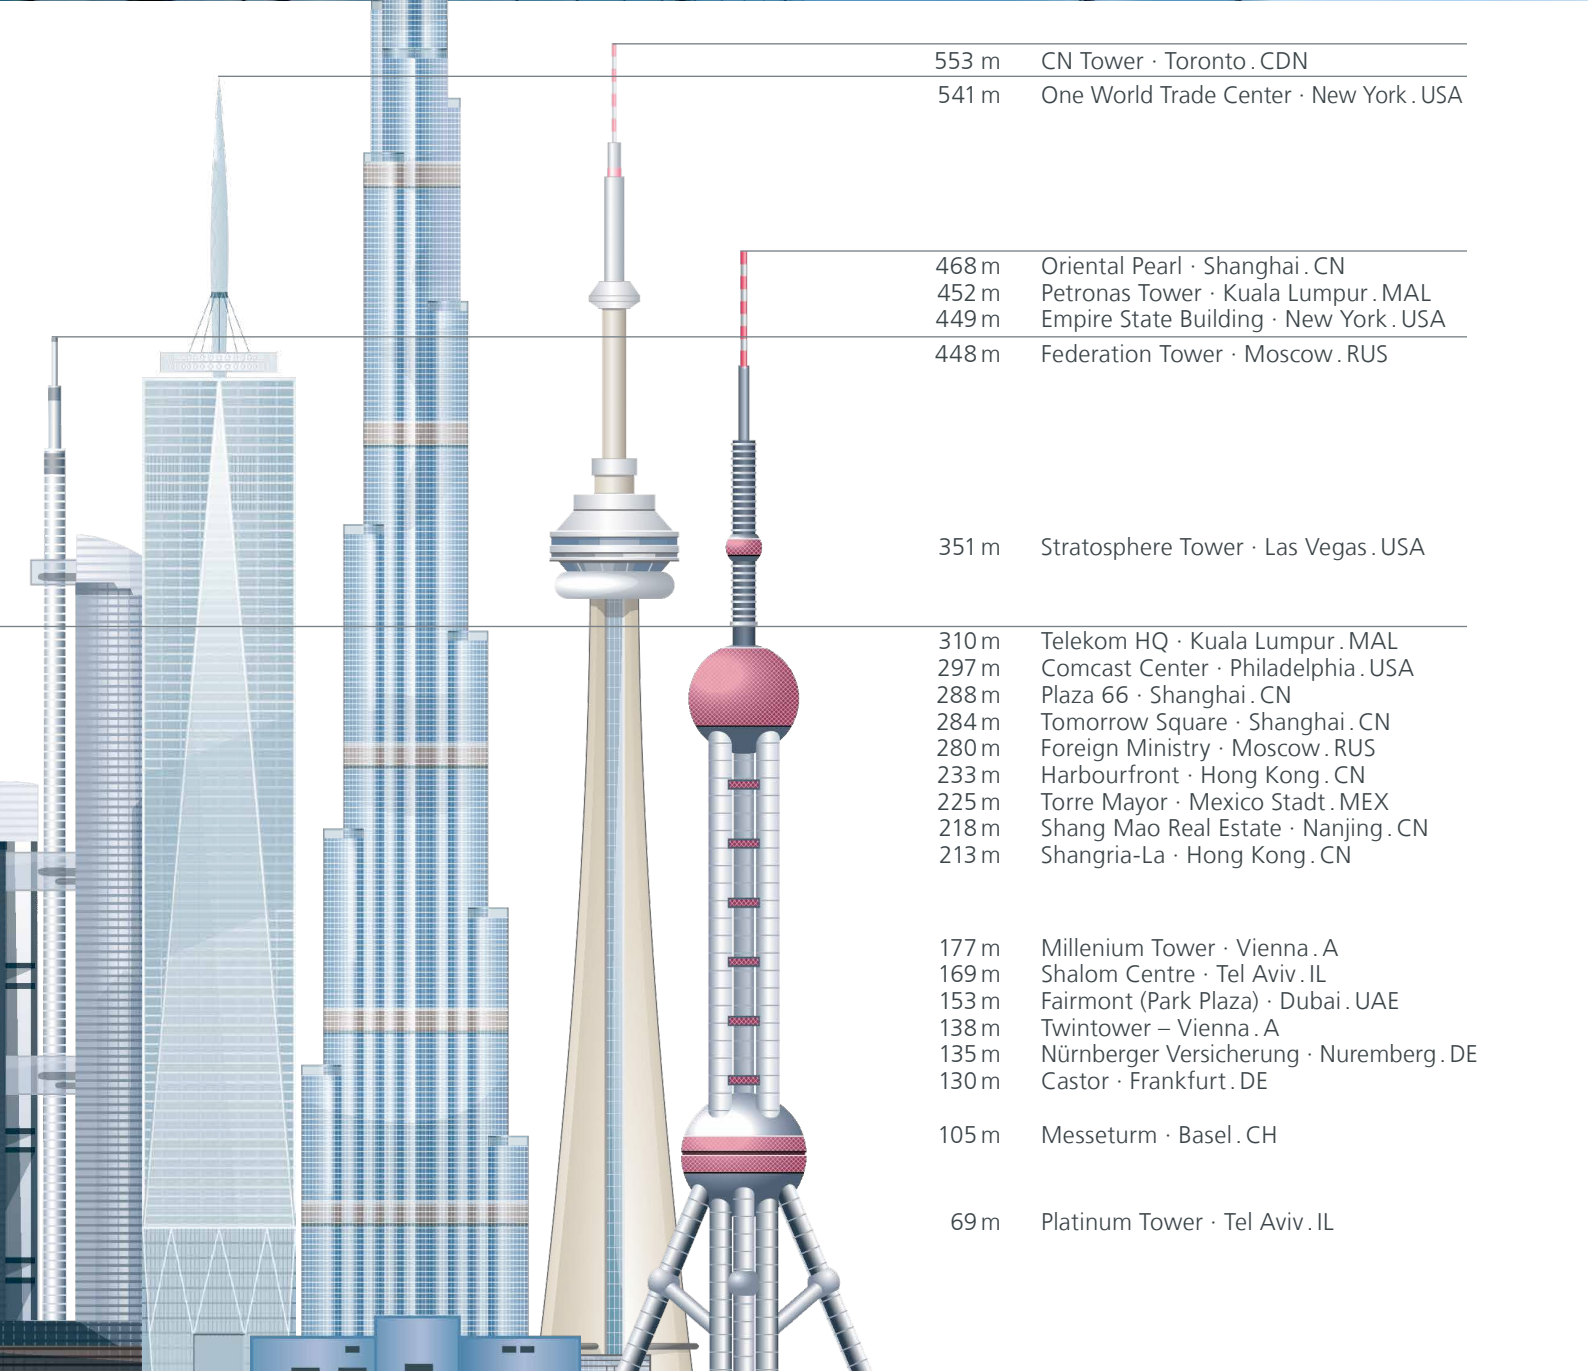 553 m CN Tower · Toronto . CDN
541 m One World Trade Center · New York . USA
468 m Oriental Pearl · Shanghai . CN
452 m Petronas Tower · Kuala Lumpur . MAL
449 m Empire State Building · New York . USA
448 m Federation Tower · Moscow . RUS
351 m Stratosphere Tower · Las Vegas . USA
310 m Telekom HQ · Kuala Lumpur . MAL
297 m Comcast Center · Philadelphia . USA
288 m Plaza 66 · Shanghai . CN
284 m Tomorrow Square · Shanghai . CN
280 m Foreign Ministry · Moscow . RUS
233 m Harbourfront · Hong Kong . CN
225 m Torre Mayor · Mexico Stadt . MEX
218 m Shang Mao Real Estate · Nanjing . CN
213 m Shangria-La · Hong Kong . CN
177 m Millenium Tower · Vienna . A
169 m Shalom Centre · Tel Aviv . IL
153 m Fairmont (Park Plaza) · Dubai . UAE
138 m Twintower – Vienna . A
135 m Nürnberger Versicherung · Nuremberg . DE
130 m Castor · Frankfurt . DE
105 m Messeturm · Basel . CH
69 m Platinum Tower · Tel Aviv . IL